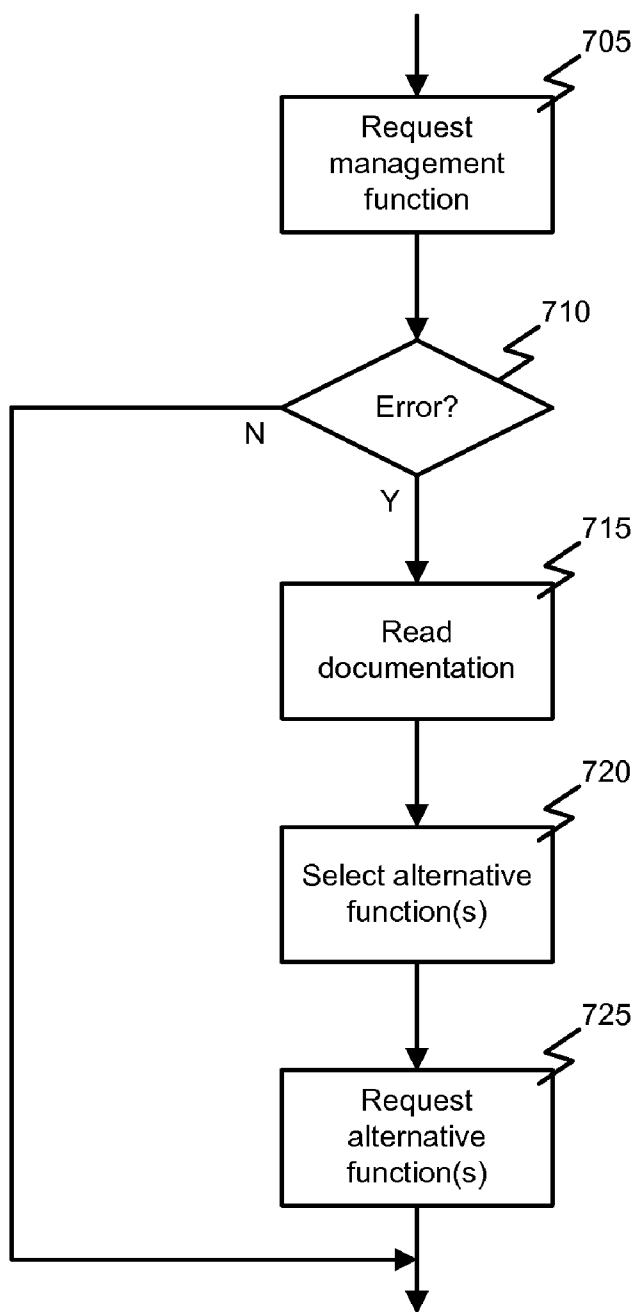 705
Request
management
function
710
Error?
N
Y
715
Read
documentation
720
Select alternative
function(s)
725
Request
alternative
function(s)